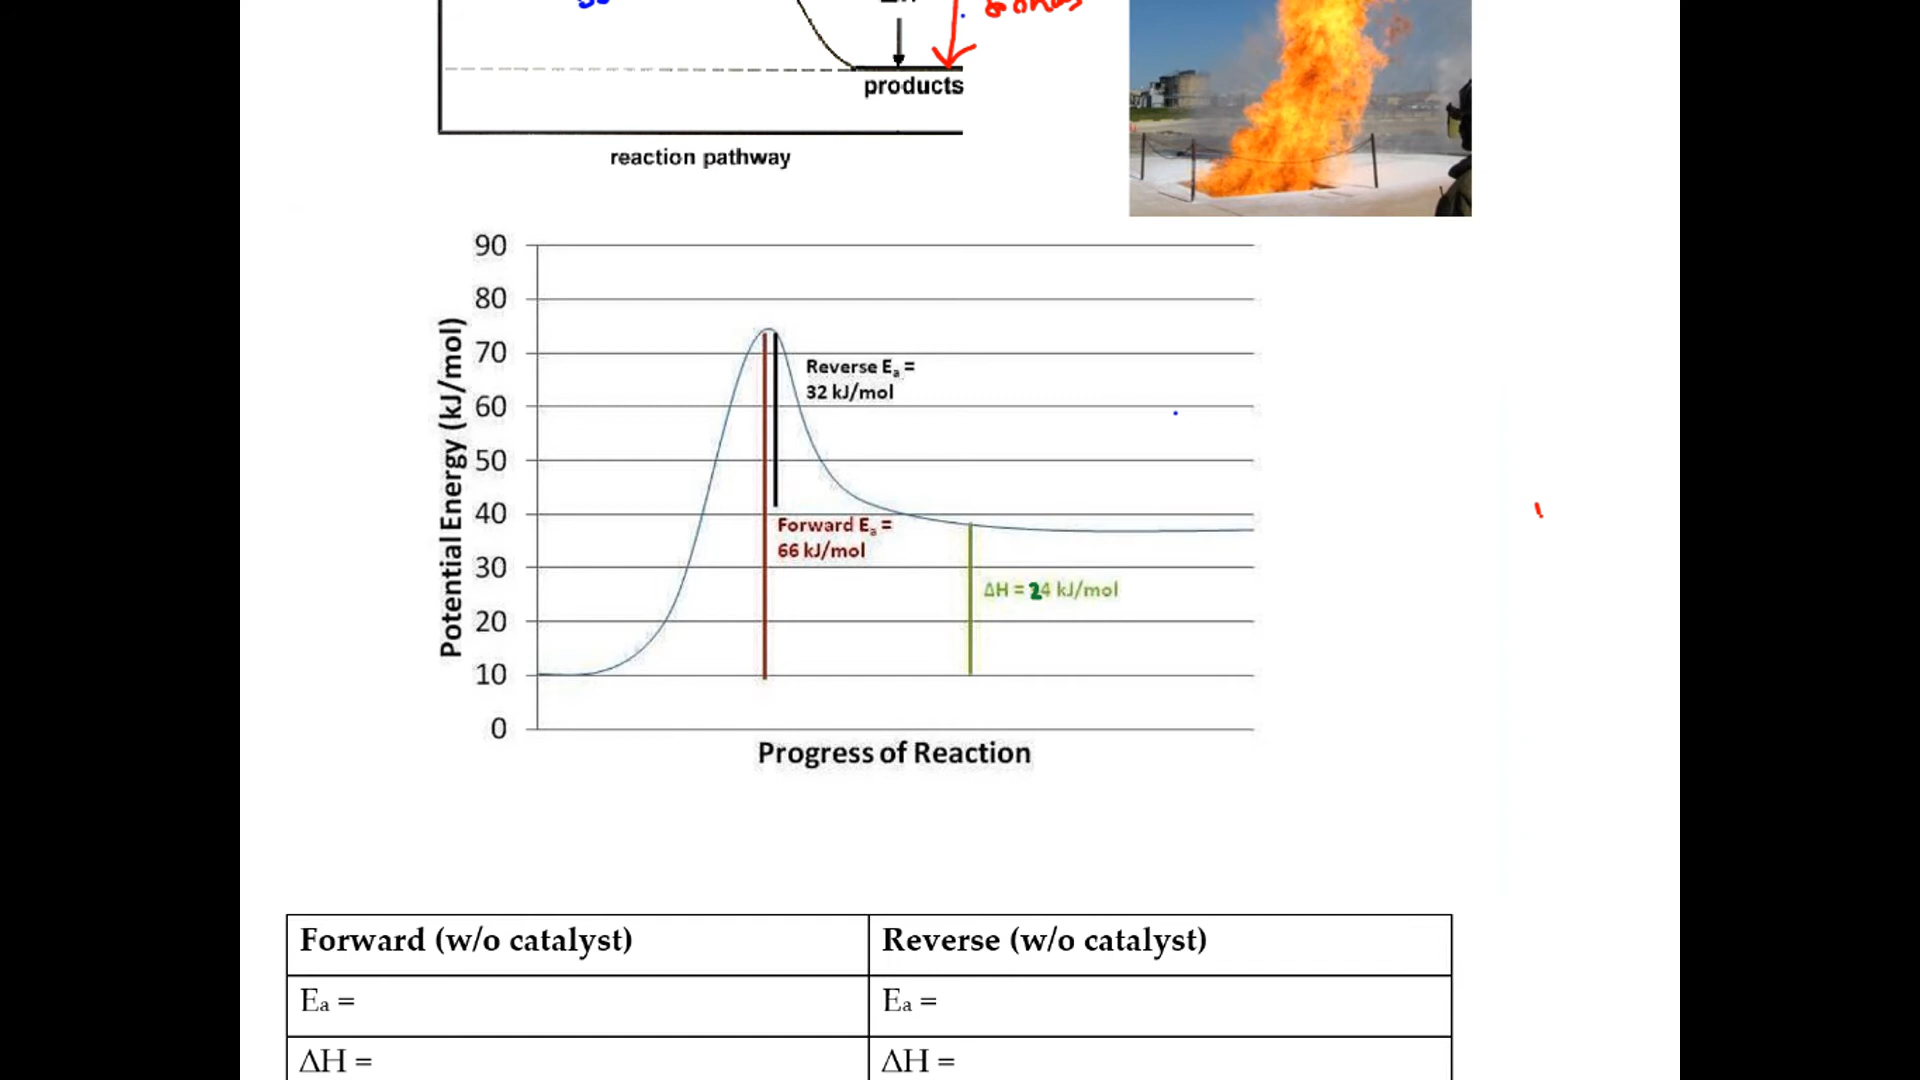 products
reaction pathway
90
80
70
60
50
40
30
20
10
0
Potential Energy (kJ/mol)
Reverse Eₐ =
32 kJ/mol
Forward Eₐ =
66 kJ/mol
ΔH = 24 kJ/mol
Progress of Reaction
Forward (w/o catalyst)
Reverse (w/o catalyst)
Eₐ =
Eₐ =
ΔH =
ΔH =